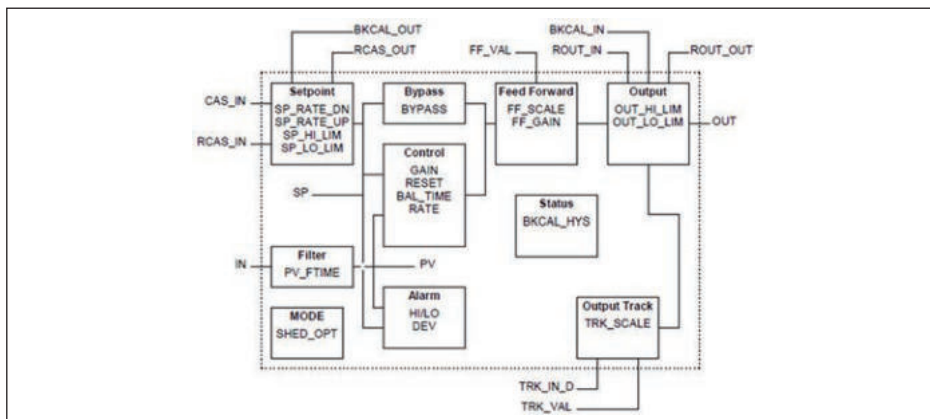 BKCAL_OUT
RCAS_OUT
FF_VAL
BKCAL_IN
ROUT_IN
ROUT_OUT
CAS_IN
RCAS_IN
Setpoint
SP_RATE_DN
SP_RATE_UP
SP_HI_LIM
SP_LO_LIM
Bypass
BYPASS
Feed Forward
FF_SCALE
FF_GAIN
Output
OUT_HI_LIM
OUT_LO_LIM
OUT
Control
GAIN
RESET
BAL_TIME
RATE
SP
Status
BKCAL_HYS
IN
Filter
PV_FTIME
PV
MODE
SHED_OPT
Alarm
HI/LO
DEV
Output Track
TRK_SCALE
TRK_IN_D
TRK_VAL